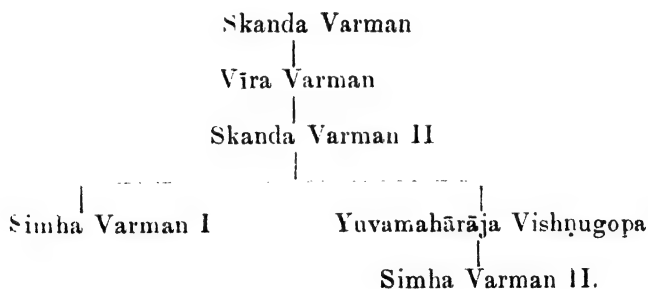 Skanda Varman
Vīra Varman
Skanda Varman II
Simha Varman I Yuvamahārāja Vishṇugopa
Simha Varman II.